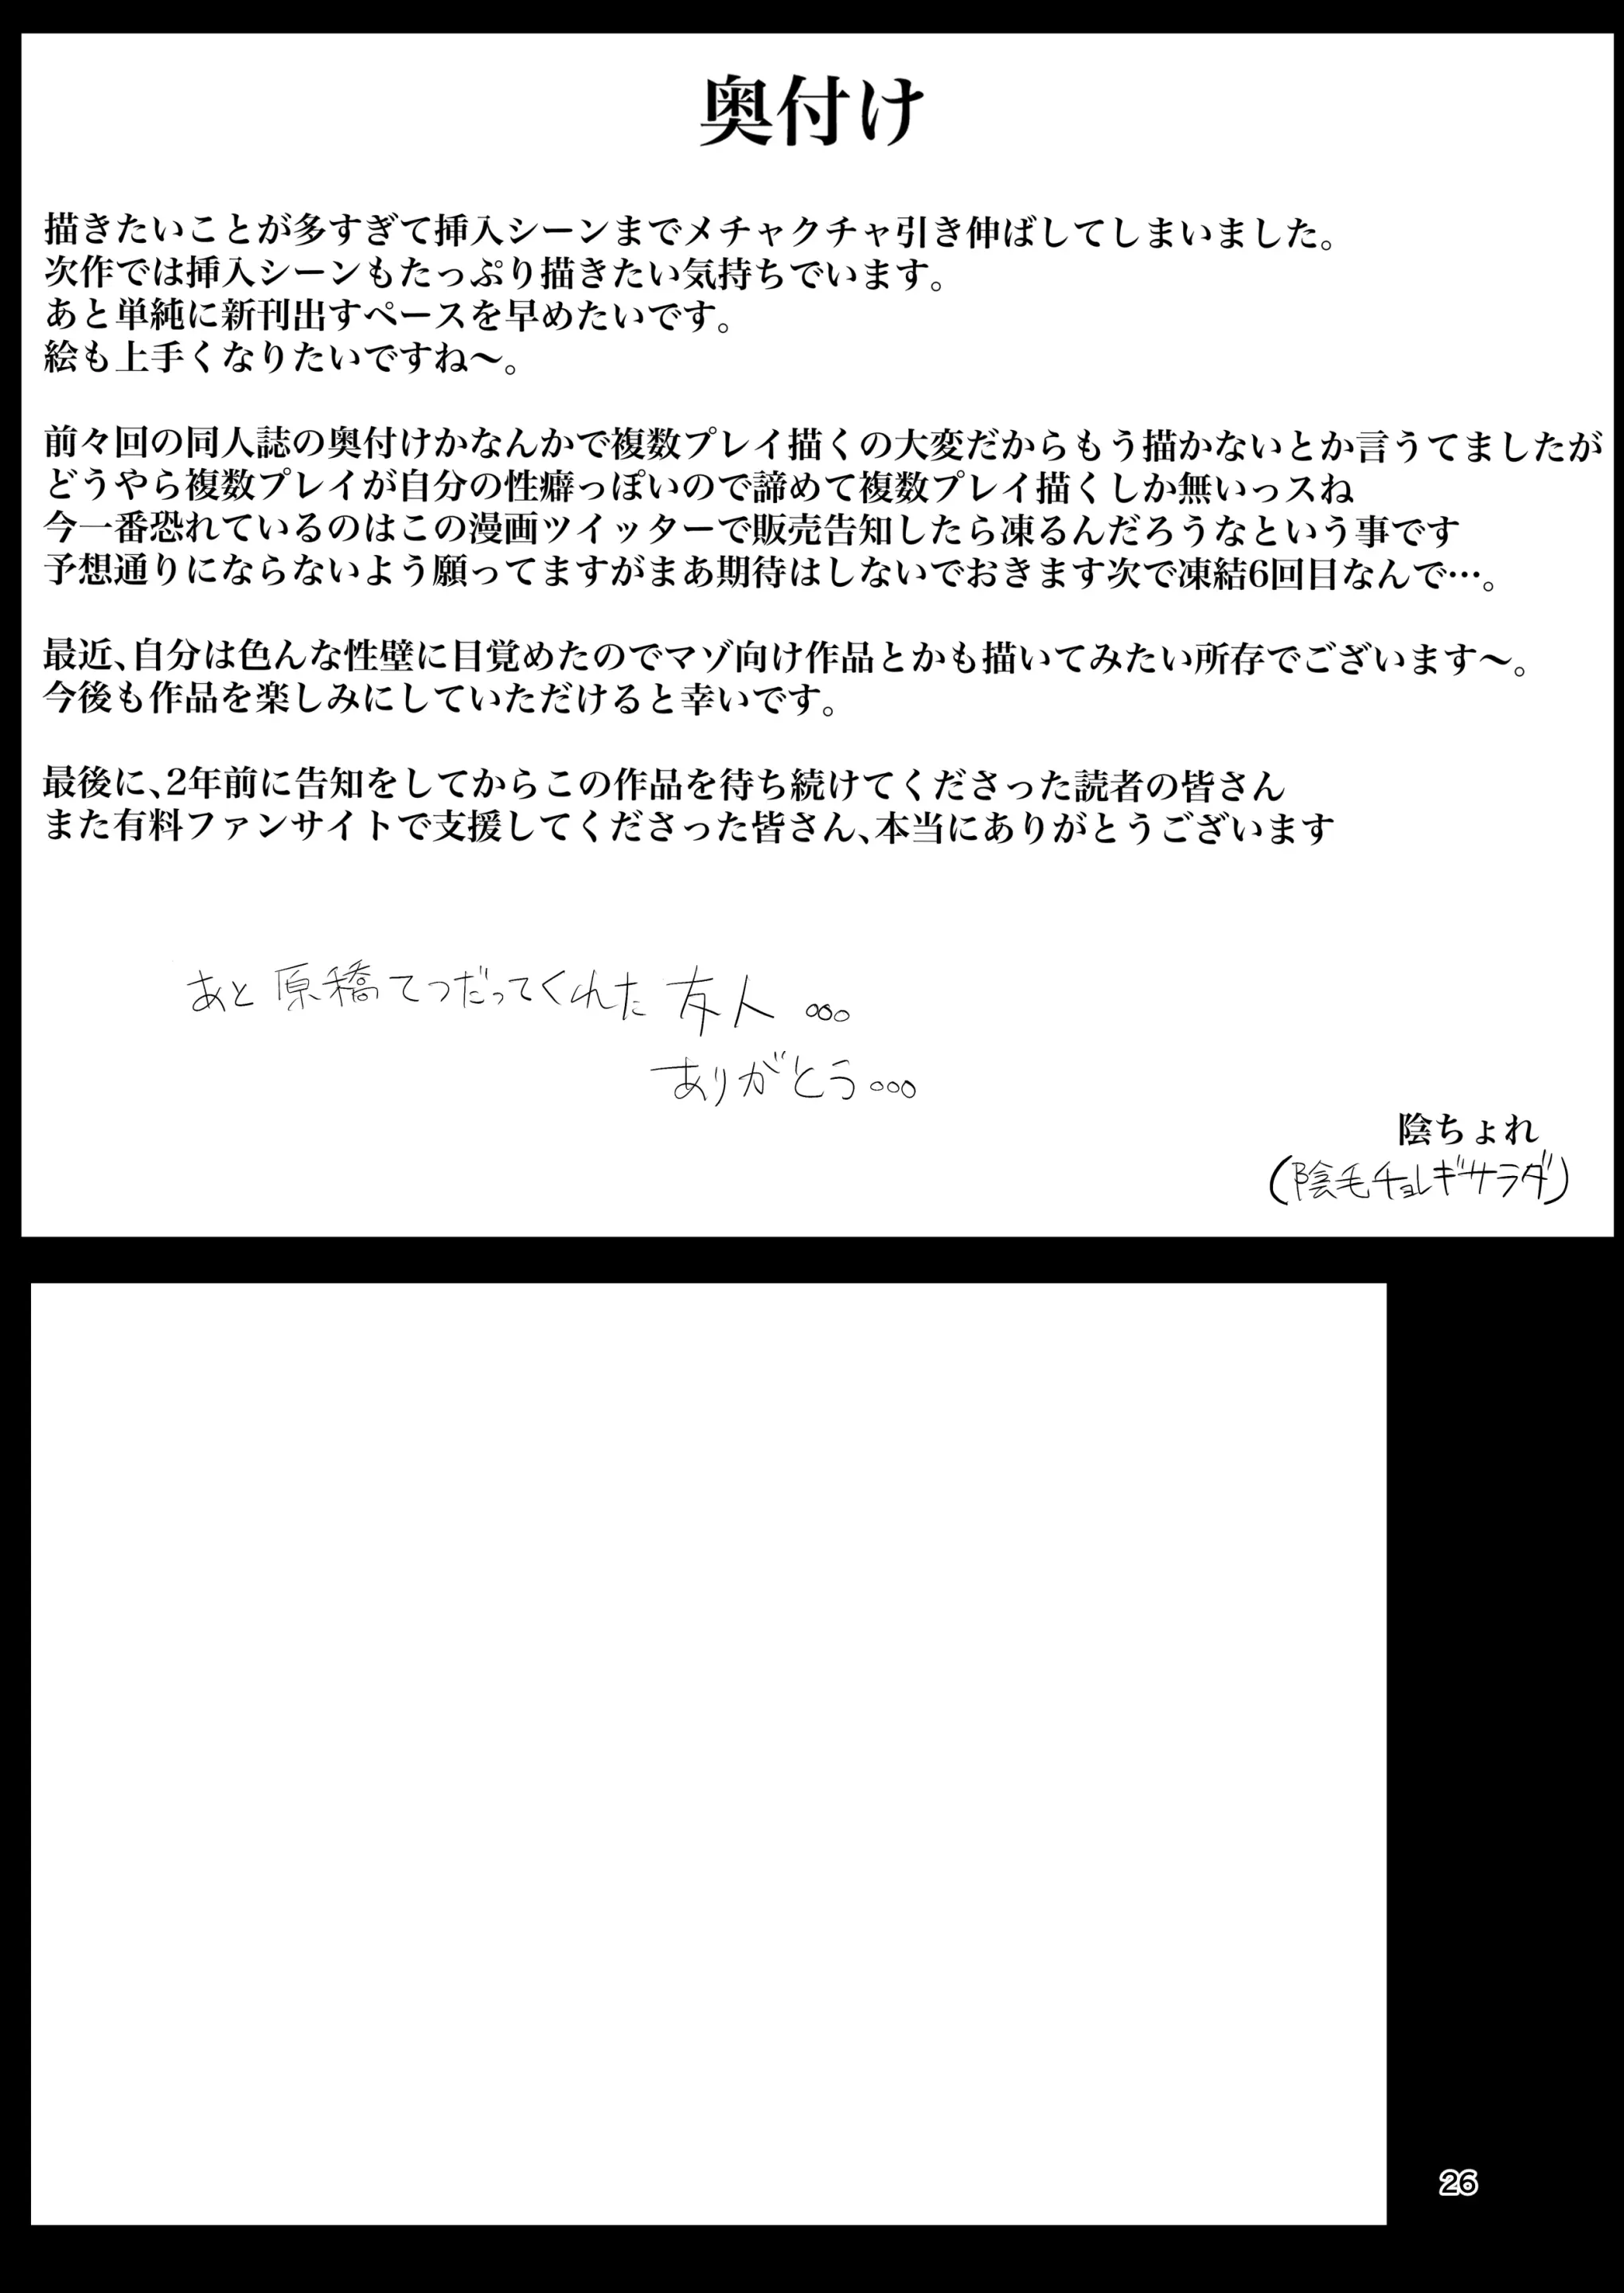 奥付け
描きたいことが多すぎて挿入シーンまでメチャクチャ引き伸ばしてしまいました。
次作では挿入シーンもたっぷり描きたい気持ちでいます。
あと単純に新刊出すペースを早めたいです。
絵も上手くなりたいですね〜。
前々回の同人誌の奥付けかなんかで複数プレイ描くの大変だからもう描かないとか言うてましたが
どうやら複数プレイが自分の性癖っぽいので諦めて複数プレイ描くしか無いっスね
今一番恐れているのはこの漫画ツイッターで販売告知したら凍るんだろうなという事です
予想通りにならないよう願ってますがまあ期待はしないでおきます次で凍結6回目なんで…。
最近、自分は色んな性壁に目覚めたのでマゾ向け作品とかも描いてみたい所存でございます〜。
今後も作品を楽しみにしていただけると幸いです。
最後に、2年前に告知をしてからこの作品を待ち続けてくださった読者の皆さん
また有料ファンサイトで支援してくださった皆さん、本当にありがとうございます
あと原稿てつだってくれた友人...
ありがとう...
陰ちょれ
(陰毛チョレギサラダ)
26